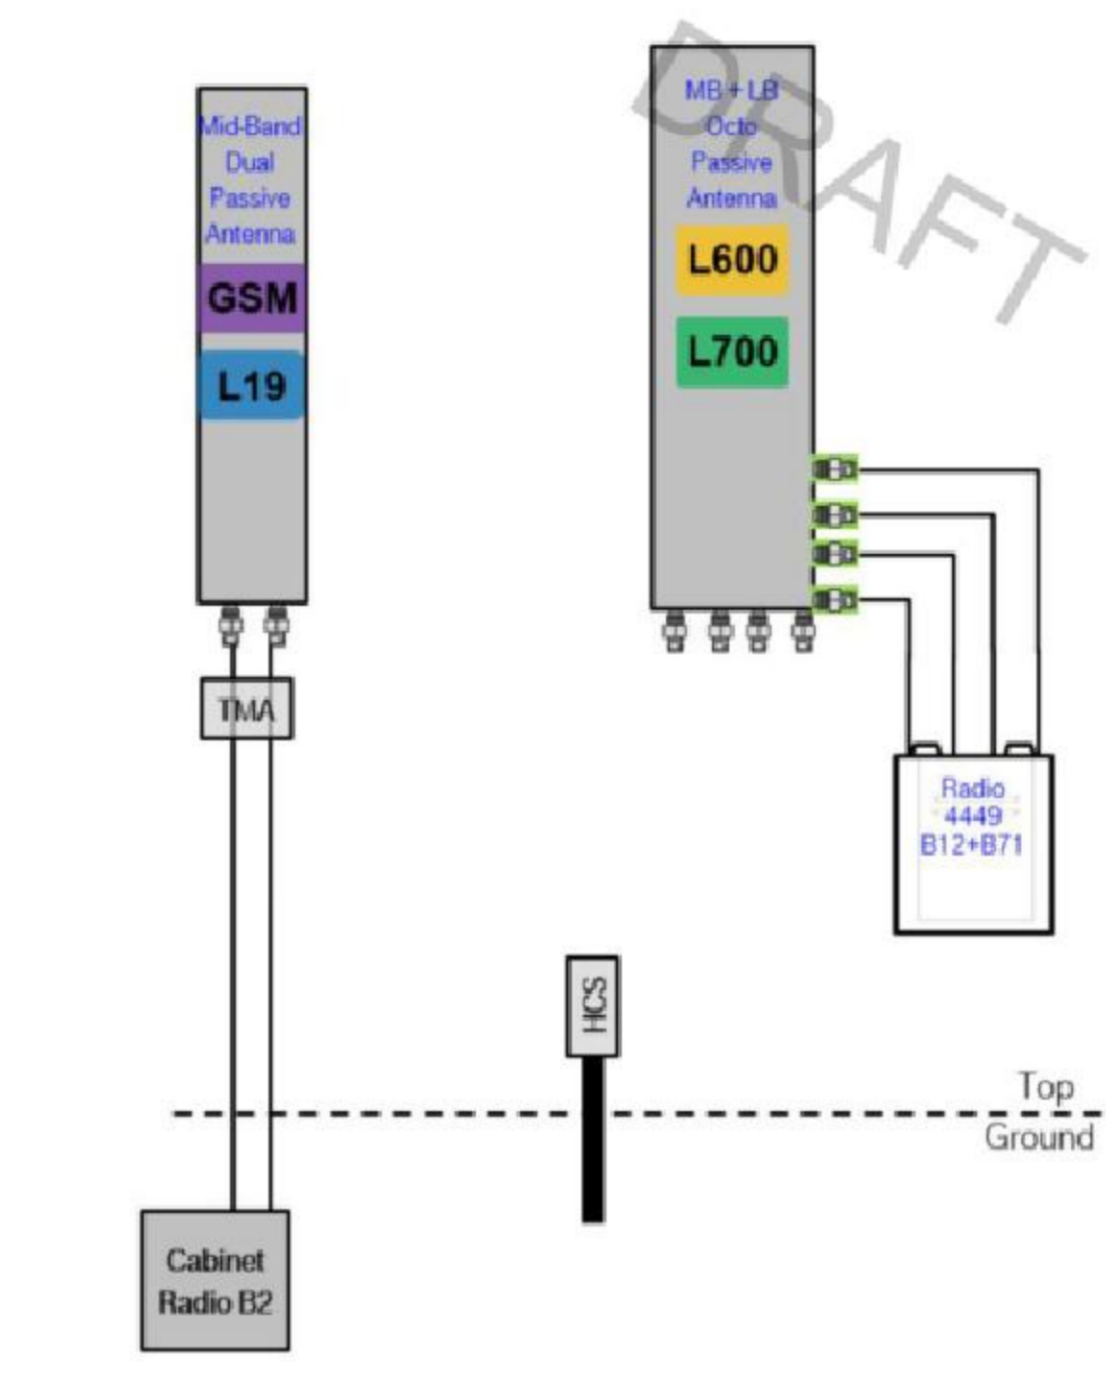 DRAFT
Mid-Band
Dual
Passive
Antenna
GSM
L19
MB + LB
Octo
Passive
Antenna
L600
L700
TMA
Radio
4449
B12+B71
HCS
Top
Ground
Cabinet
Radio B2